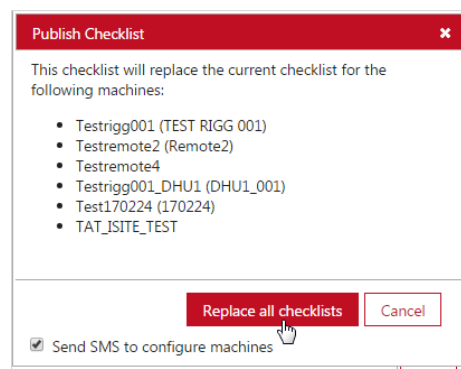 Publish Checklist
This checklist will replace the current checklist for the
following machines:
Testrigg001 (TEST RIGG 001)
Testremote2 (Remote2)
Testremote4
Testrigg001_DHU1 (DHU1_001)
Test170224 (170224)
TAT_ISITE_TEST
Replace all checklists Cancel
Send SMS to configure machines